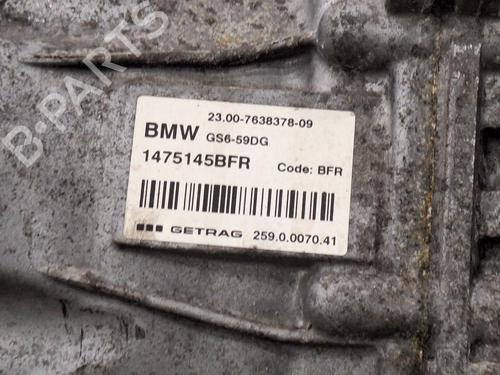 B-PARTS
23.00-7638378-09
BMW GS6-59DG
1475145BFR Code: BFR
GETRAG 259.0.0070.41